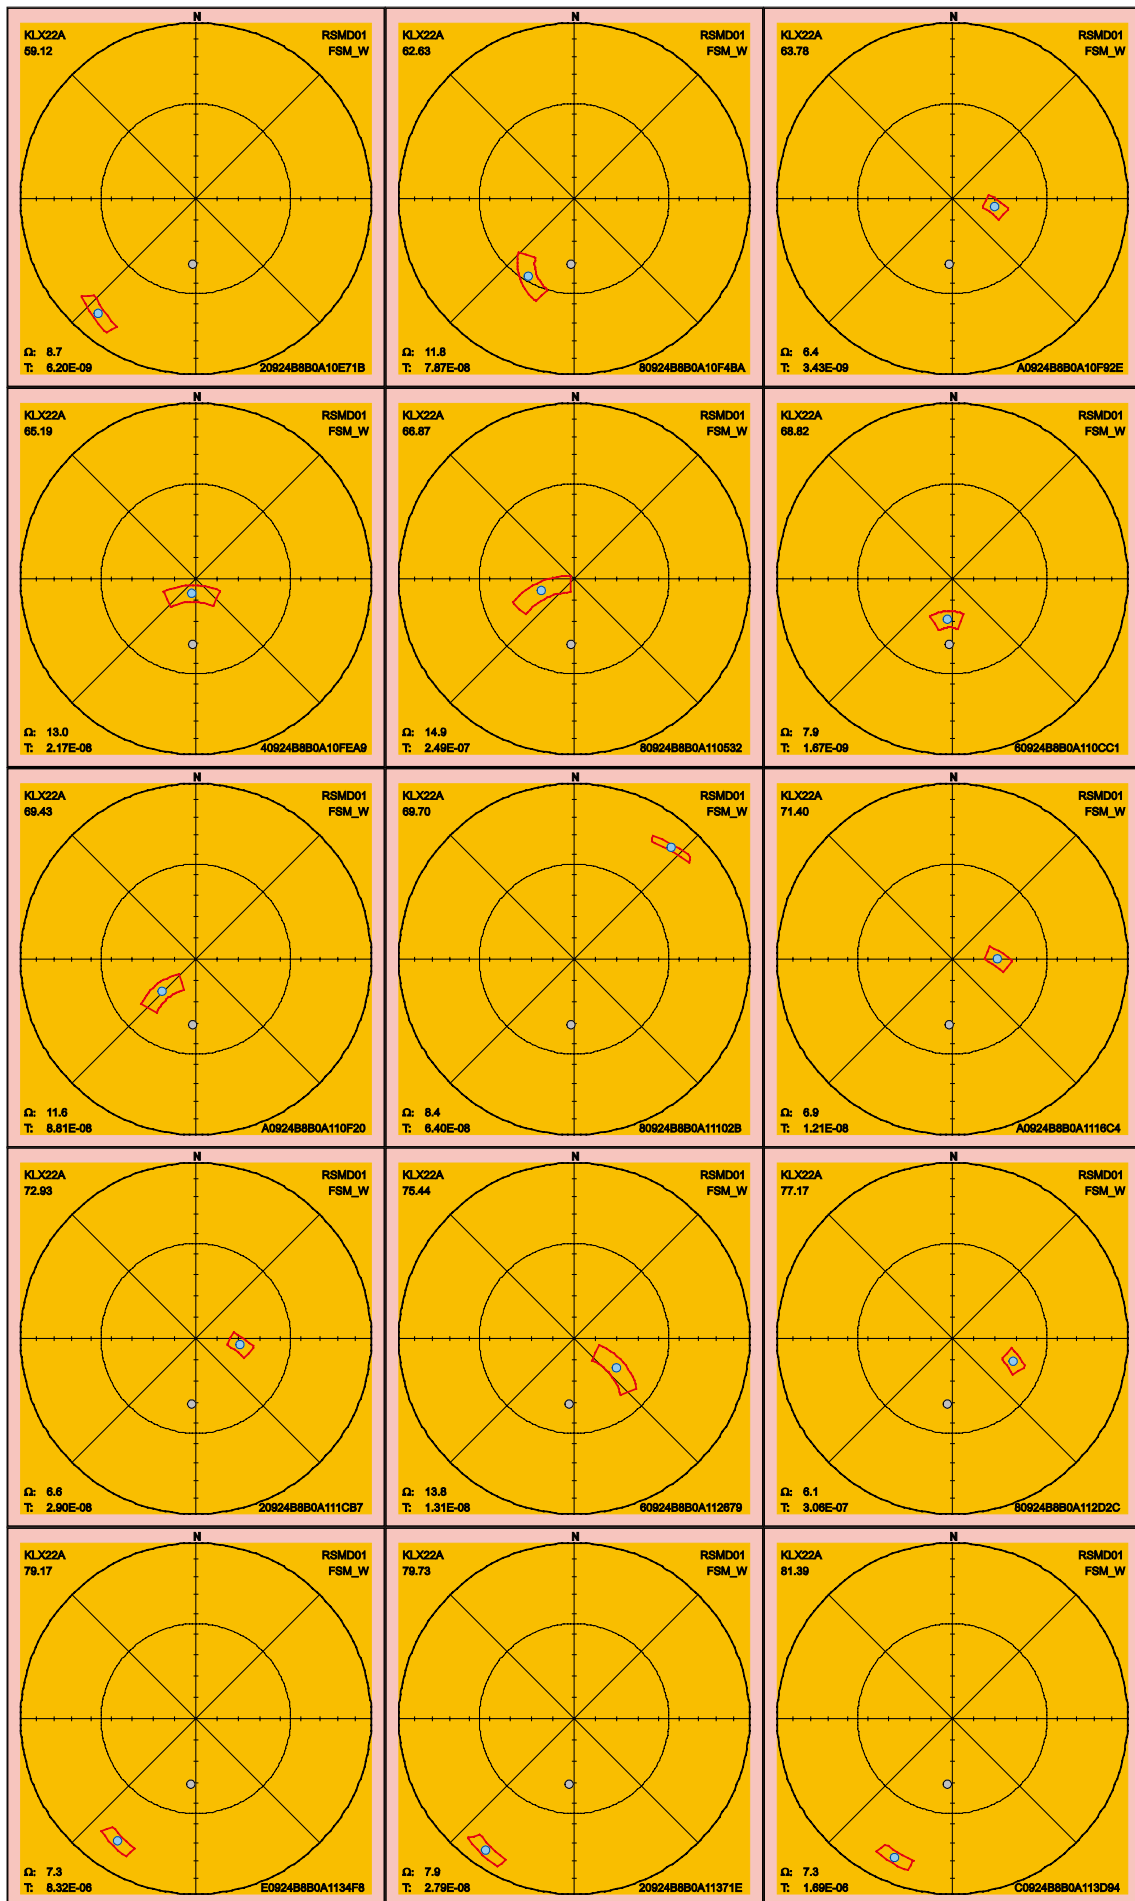 N
KLX22A RSMD01
59.12 FSM_W
Ω: 8.7
T: 6.20E-09 20924B8B0A10E71B
N
KLX22A RSMD01
62.63 FSM_W
Ω: 11.8
T: 7.87E-08 80924B8B0A10F4BA
N
KLX22A RSMD01
63.78 FSM_W
Ω: 6.4
T: 3.43E-09 A0924B8B0A10F92E
N
KLX22A RSMD01
65.19 FSM_W
Ω: 13.0
T: 2.17E-08 40924B8B0A10FEA9
N
KLX22A RSMD01
66.87 FSM_W
Ω: 14.9
T: 2.49E-07 80924B8B0A110532
N
KLX22A RSMD01
68.82 FSM_W
Ω: 7.9
T: 1.67E-09 60924B8B0A110CC1
N
KLX22A RSMD01
69.43 FSM_W
Ω: 11.6
T: 8.81E-08 A0924B8B0A110F20
N
KLX22A RSMD01
69.70 FSM_W
Ω: 8.4
T: 6.40E-08 80924B8B0A11102B
N
KLX22A RSMD01
71.40 FSM_W
Ω: 6.9
T: 1.21E-08 A0924B8B0A1116C4
N
KLX22A RSMD01
72.93 FSM_W
Ω: 6.6
T: 2.90E-08 20924B8B0A111CB7
N
KLX22A RSMD01
75.44 FSM_W
Ω: 13.8
T: 1.31E-08 60924B8B0A112679
N
KLX22A RSMD01
77.17 FSM_W
Ω: 6.1
T: 3.06E-07 80924B8B0A112D2C
N
KLX22A RSMD01
79.17 FSM_W
Ω: 7.3
T: 8.32E-06 E0924B8B0A1134F8
N
KLX22A RSMD01
79.73 FSM_W
Ω: 7.9
T: 2.79E-08 20924B8B0A11371E
N
KLX22A RSMD01
81.39 FSM_W
Ω: 7.3
T: 1.69E-06 C0924B8B0A113D94